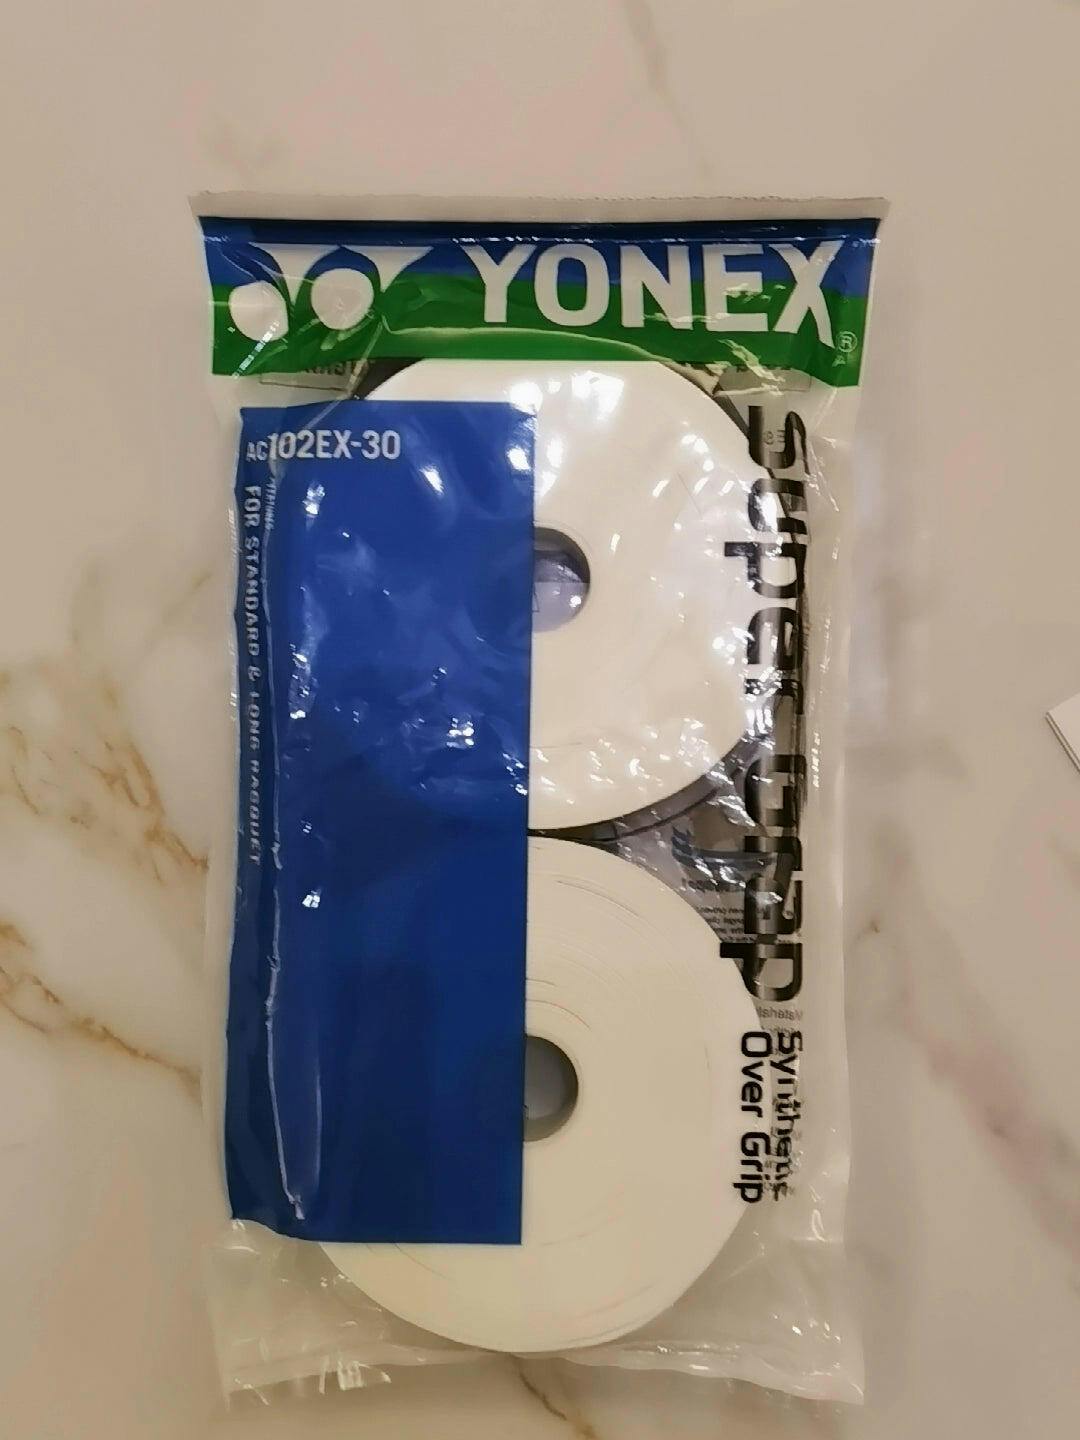 YONEX®
AC102EX-30
FOR STANDARD & LONG RACQUET
Super Grap
Synthetic
Over Grip